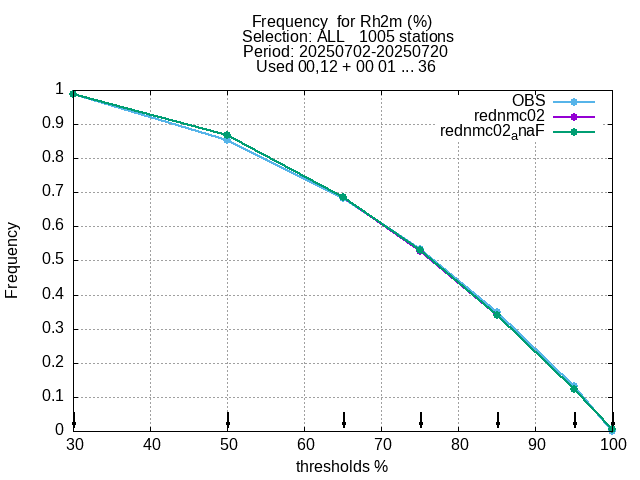 Frequency  for Rh2m (%)
Selection: ALL   1005 stations
Period: 20250702-20250720
Used 00,12 + 00 01 ... 36
OBS
rednmc02
rednmc02anaF
1
0.9
0.8
0.7
0.6
0.5
0.4
0.3
0.2
0.1
0
Frequency
30 40 50 60 70 80 90 100
thresholds %